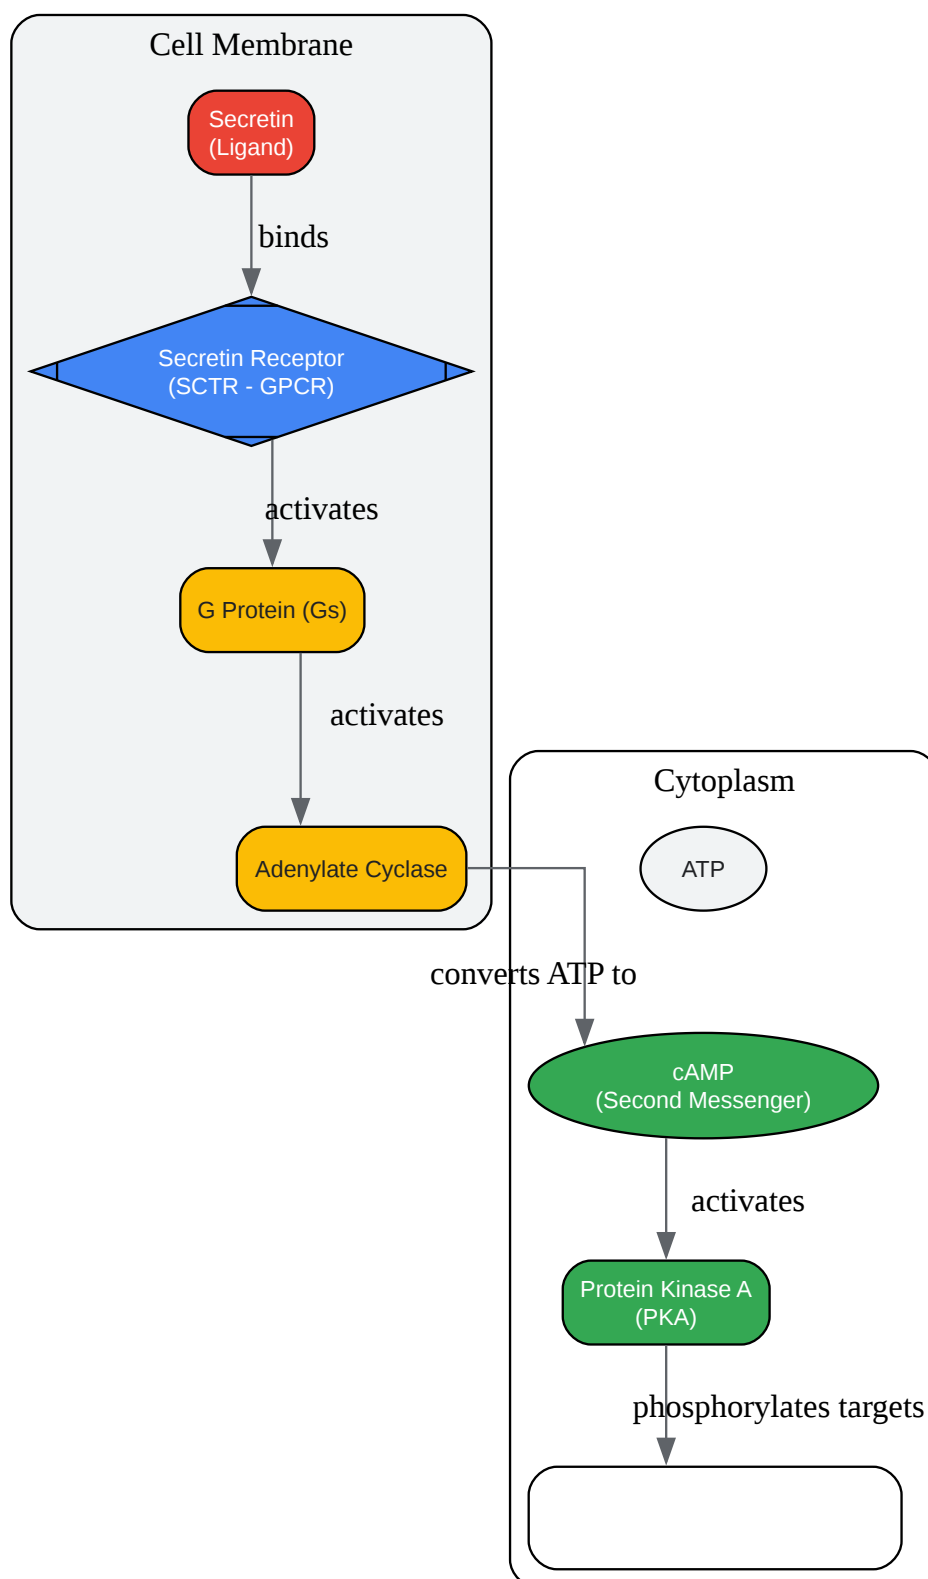 Cell Membrane
Secretin
(Ligand)
binds
Secretin Receptor
(SCTR - GPCR)
activates
G Protein (Gs)
activates
Adenylate Cyclase
Cytoplasm
ATP
converts ATP to
cAMP
(Second Messenger)
activates
Protein Kinase A
(PKA)
phosphorylates targets